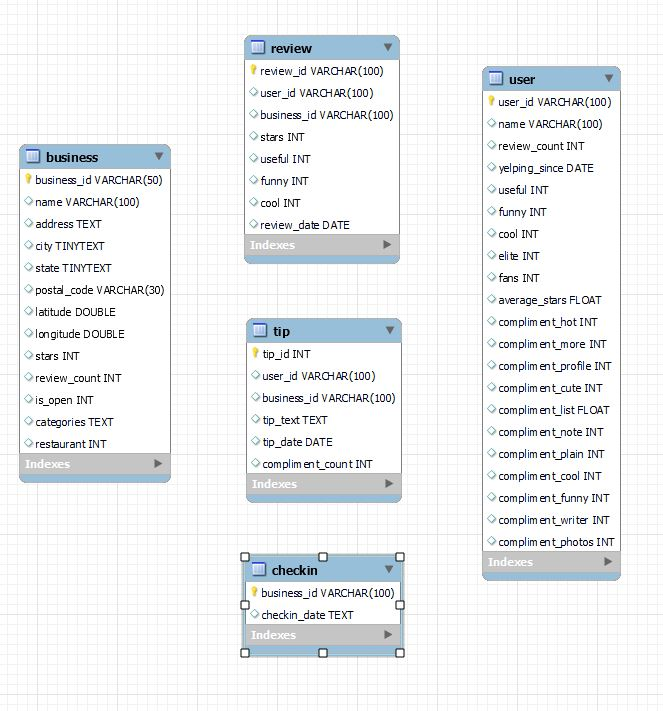 business
business_id VARCHAR(50)
name VARCHAR(100)
address TEXT
city TINYTEXT
state TINYTEXT
postal_code VARCHAR(30)
latitude DOUBLE
longitude DOUBLE
stars INT
review_count INT
is_open INT
categories TEXT
restaurant INT
Indexes
review
review_id VARCHAR(100)
user_id VARCHAR(100)
business_id VARCHAR(100)
stars INT
useful INT
funny INT
cool INT
review_date DATE
Indexes
tip
tip_id INT
user_id VARCHAR(100)
business_id VARCHAR(100)
tip_text TEXT
tip_date DATE
compliment_count INT
Indexes
checkin
business_id VARCHAR(100)
checkin_date TEXT
Indexes
user
user_id VARCHAR(100)
name VARCHAR(100)
review_count INT
yelping_since DATE
useful INT
funny INT
cool INT
elite INT
fans INT
average_stars FLOAT
compliment_hot INT
compliment_more INT
compliment_profile INT
compliment_cute INT
compliment_list FLOAT
compliment_note INT
compliment_plain INT
compliment_cool INT
compliment_funny INT
compliment_writer INT
compliment_photos INT
Indexes